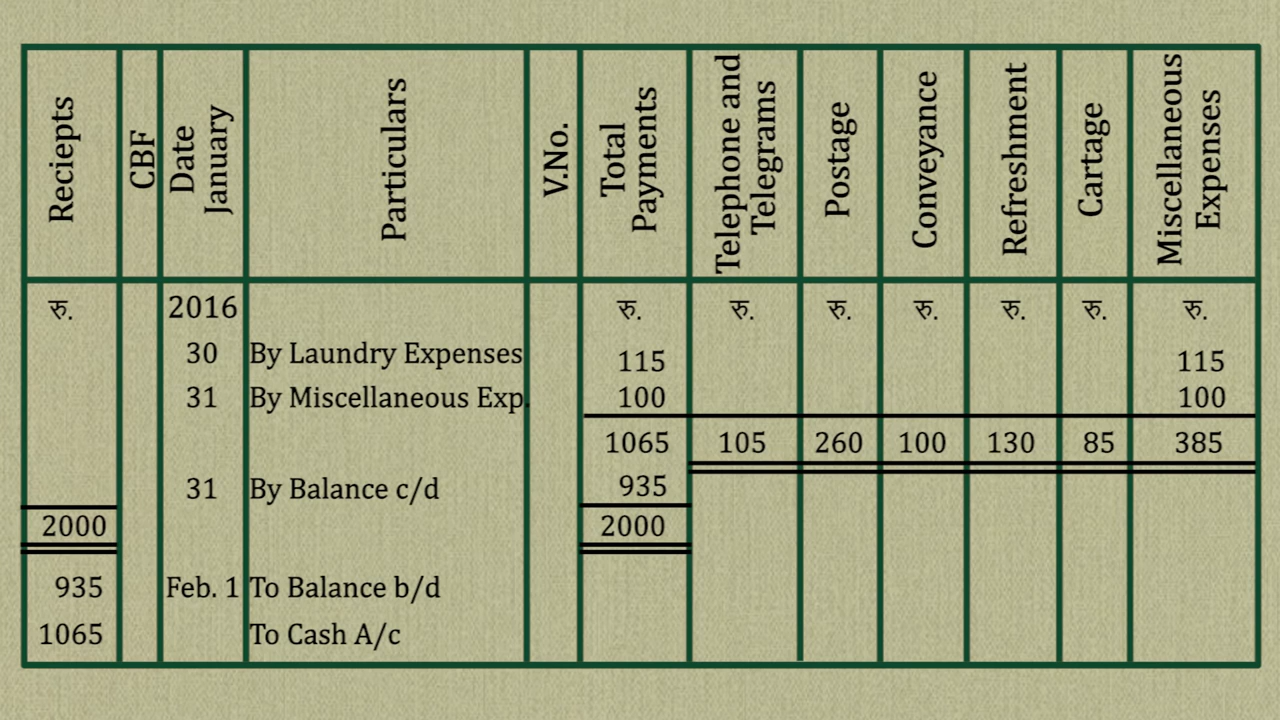 Reciepts CBF Date January Particulars V.No. Total Payments Telephone and Telegrams Postage Conveyance Refreshment Cartage Miscellaneous Expenses
रु. 2016 रु. रु. रु. रु. रु. रु. रु.
30 By Laundry Expenses 115 115
31 By Miscellaneous Exp. 100 100
1065 105 260 100 130 85 385
31 By Balance c/d 935
2000 2000
935 Feb. 1 To Balance b/d
1065 To Cash A/c